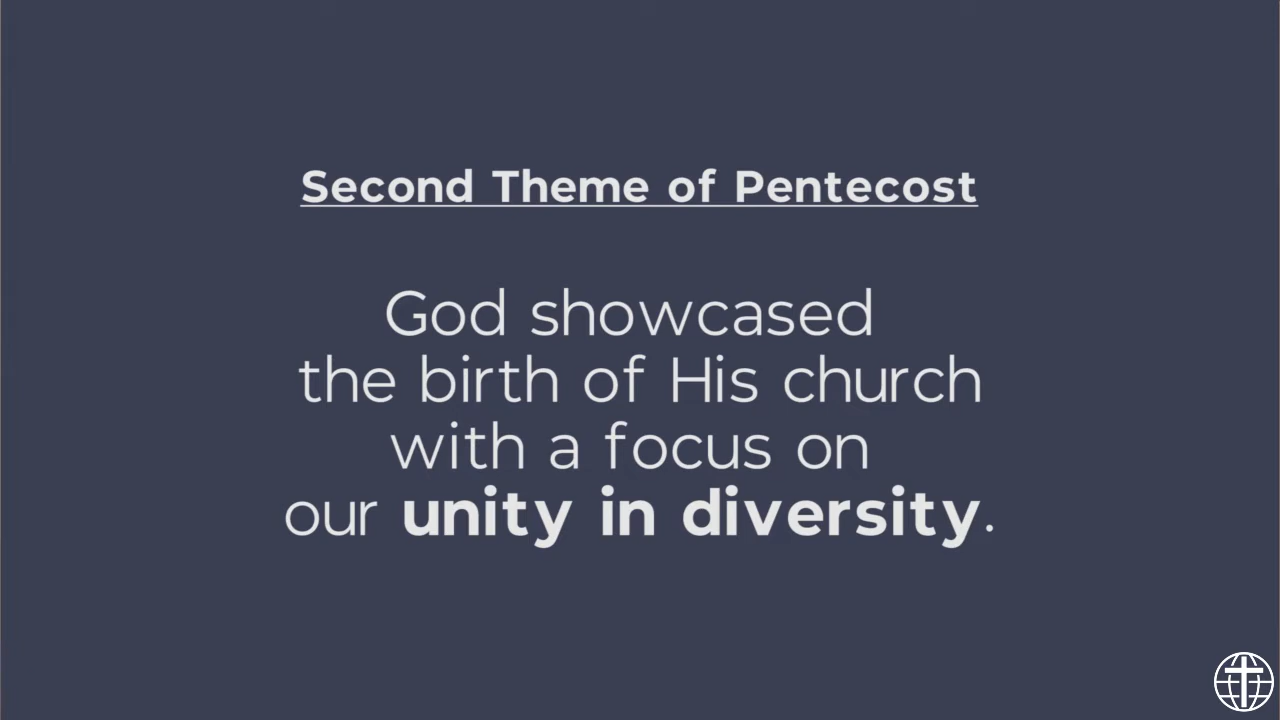 Second Theme of Pentecost
God showcased
the birth of His church
with a focus on
our unity in diversity.